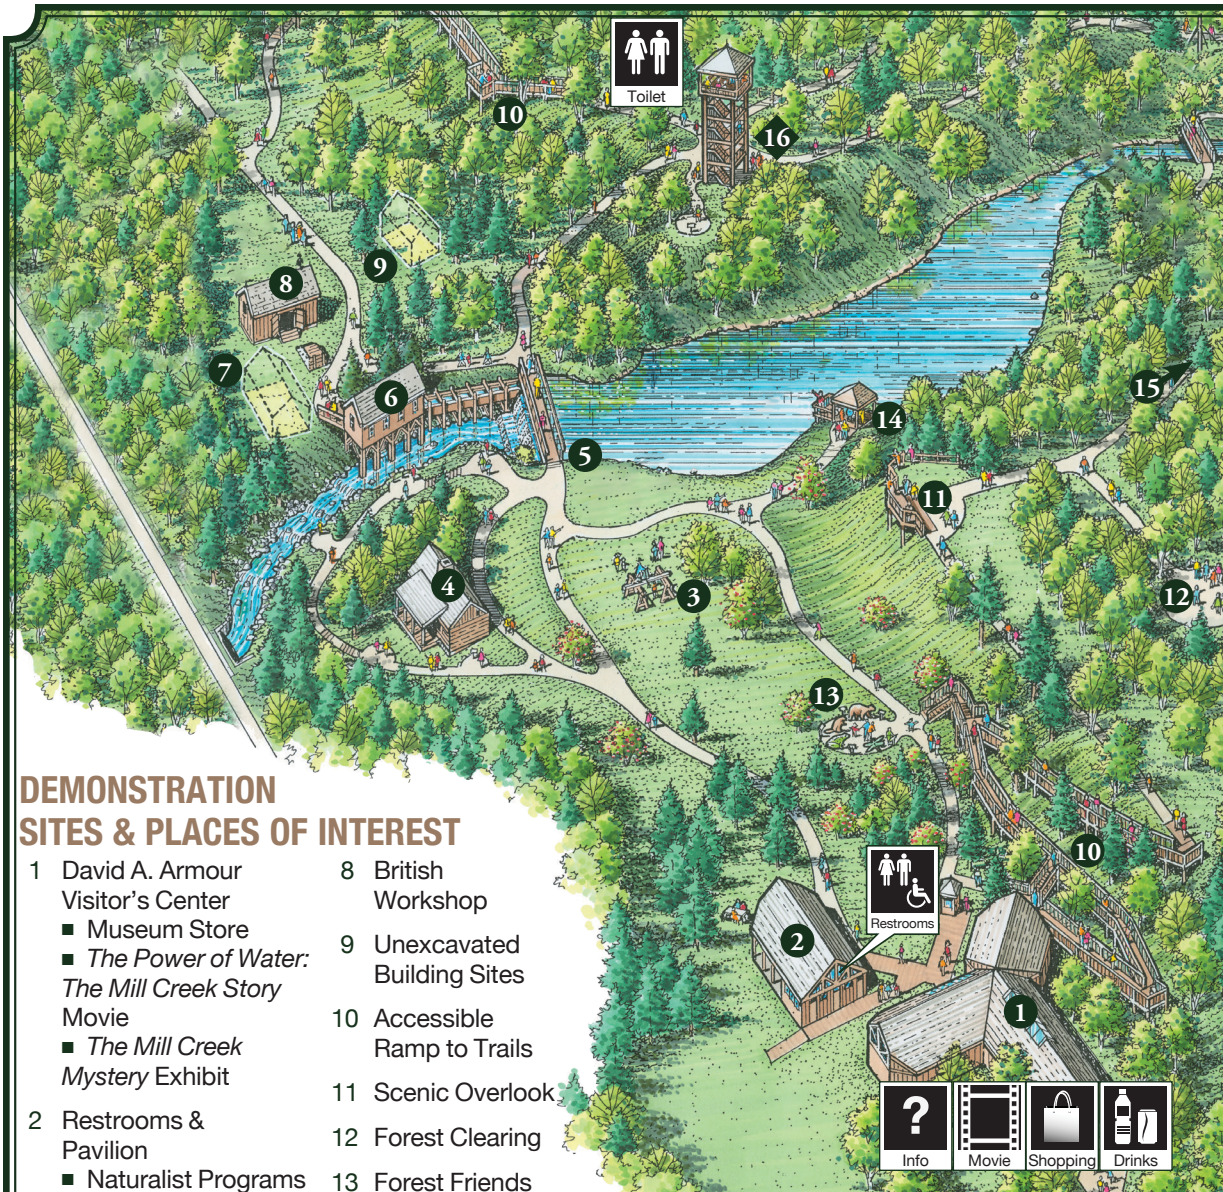 Toilet
10
16
9
8
7
6
15
14
5
11
4
3
12
13
10
Restrooms
2
1
?
Info
Movie
Shopping
Drinks
DEMONSTRATION
SITES & PLACES OF INTEREST
1 David A. Armour
Visitor's Center
■ Museum Store
■ The Power of Water:
The Mill Creek Story
Movie
■ The Mill Creek
Mystery Exhibit
2 Restrooms &
Pavilion
■ Naturalist Programs
8 British
Workshop
9 Unexcavated
Building Sites
10 Accessible
Ramp to Trails
11 Scenic Overlook
12 Forest Clearing
13 Forest Friends